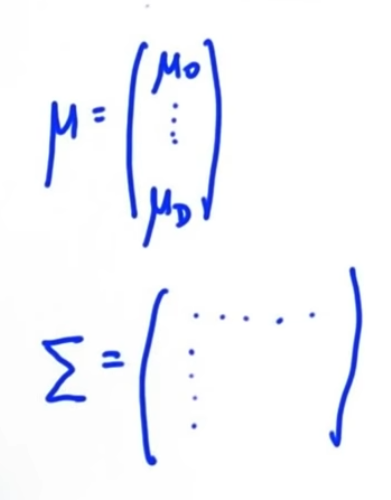 μ = ( μ0
⋮
μD )
Σ = ( . . . . .
⋮
)